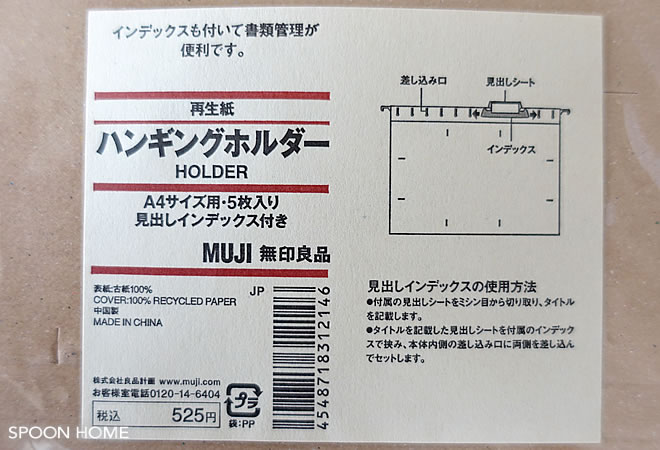 インデックスも付いて書類管理が
便利です。
再生紙
ハンギングホルダー
HOLDER
A4サイズ用・5枚入り
見出しインデックス付き
MUJI 無印良品
表紙:古紙100%
COVER:100% RECYCLED PAPER
中国製
MADE IN CHINA
JP
4548718312146
株式会社良品計画 www.muji.com
お客様室電話0120-14-6404
税込 525円
プラ
袋:PP
差し込み口
見出しシート
インデックス
見出しインデックスの使用方法
●付属の見出しシートをミシン目から切り取り、タイトル
を記載します。
●タイトルを記載した見出しシートを付属のインデック
スで挟み、本体内側の差し込み口に両側を差し込ん
でセットします。
SPOON HOME